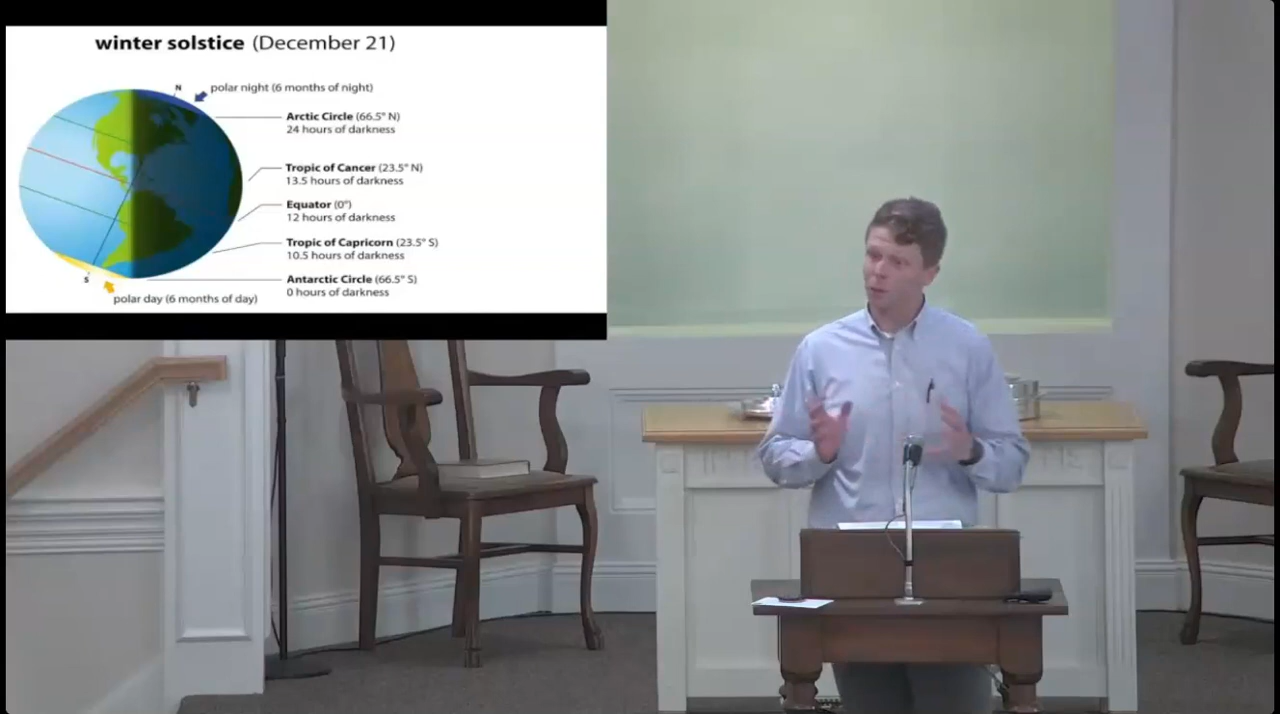 winter solstice (December 21)
N
polar night (6 months of night)
Arctic Circle (66.5° N)
24 hours of darkness
Tropic of Cancer (23.5° N)
13.5 hours of darkness
Equator (0°)
12 hours of darkness
Tropic of Capricorn (23.5° S)
10.5 hours of darkness
S
Antarctic Circle (66.5° S)
0 hours of darkness
polar day (6 months of day)